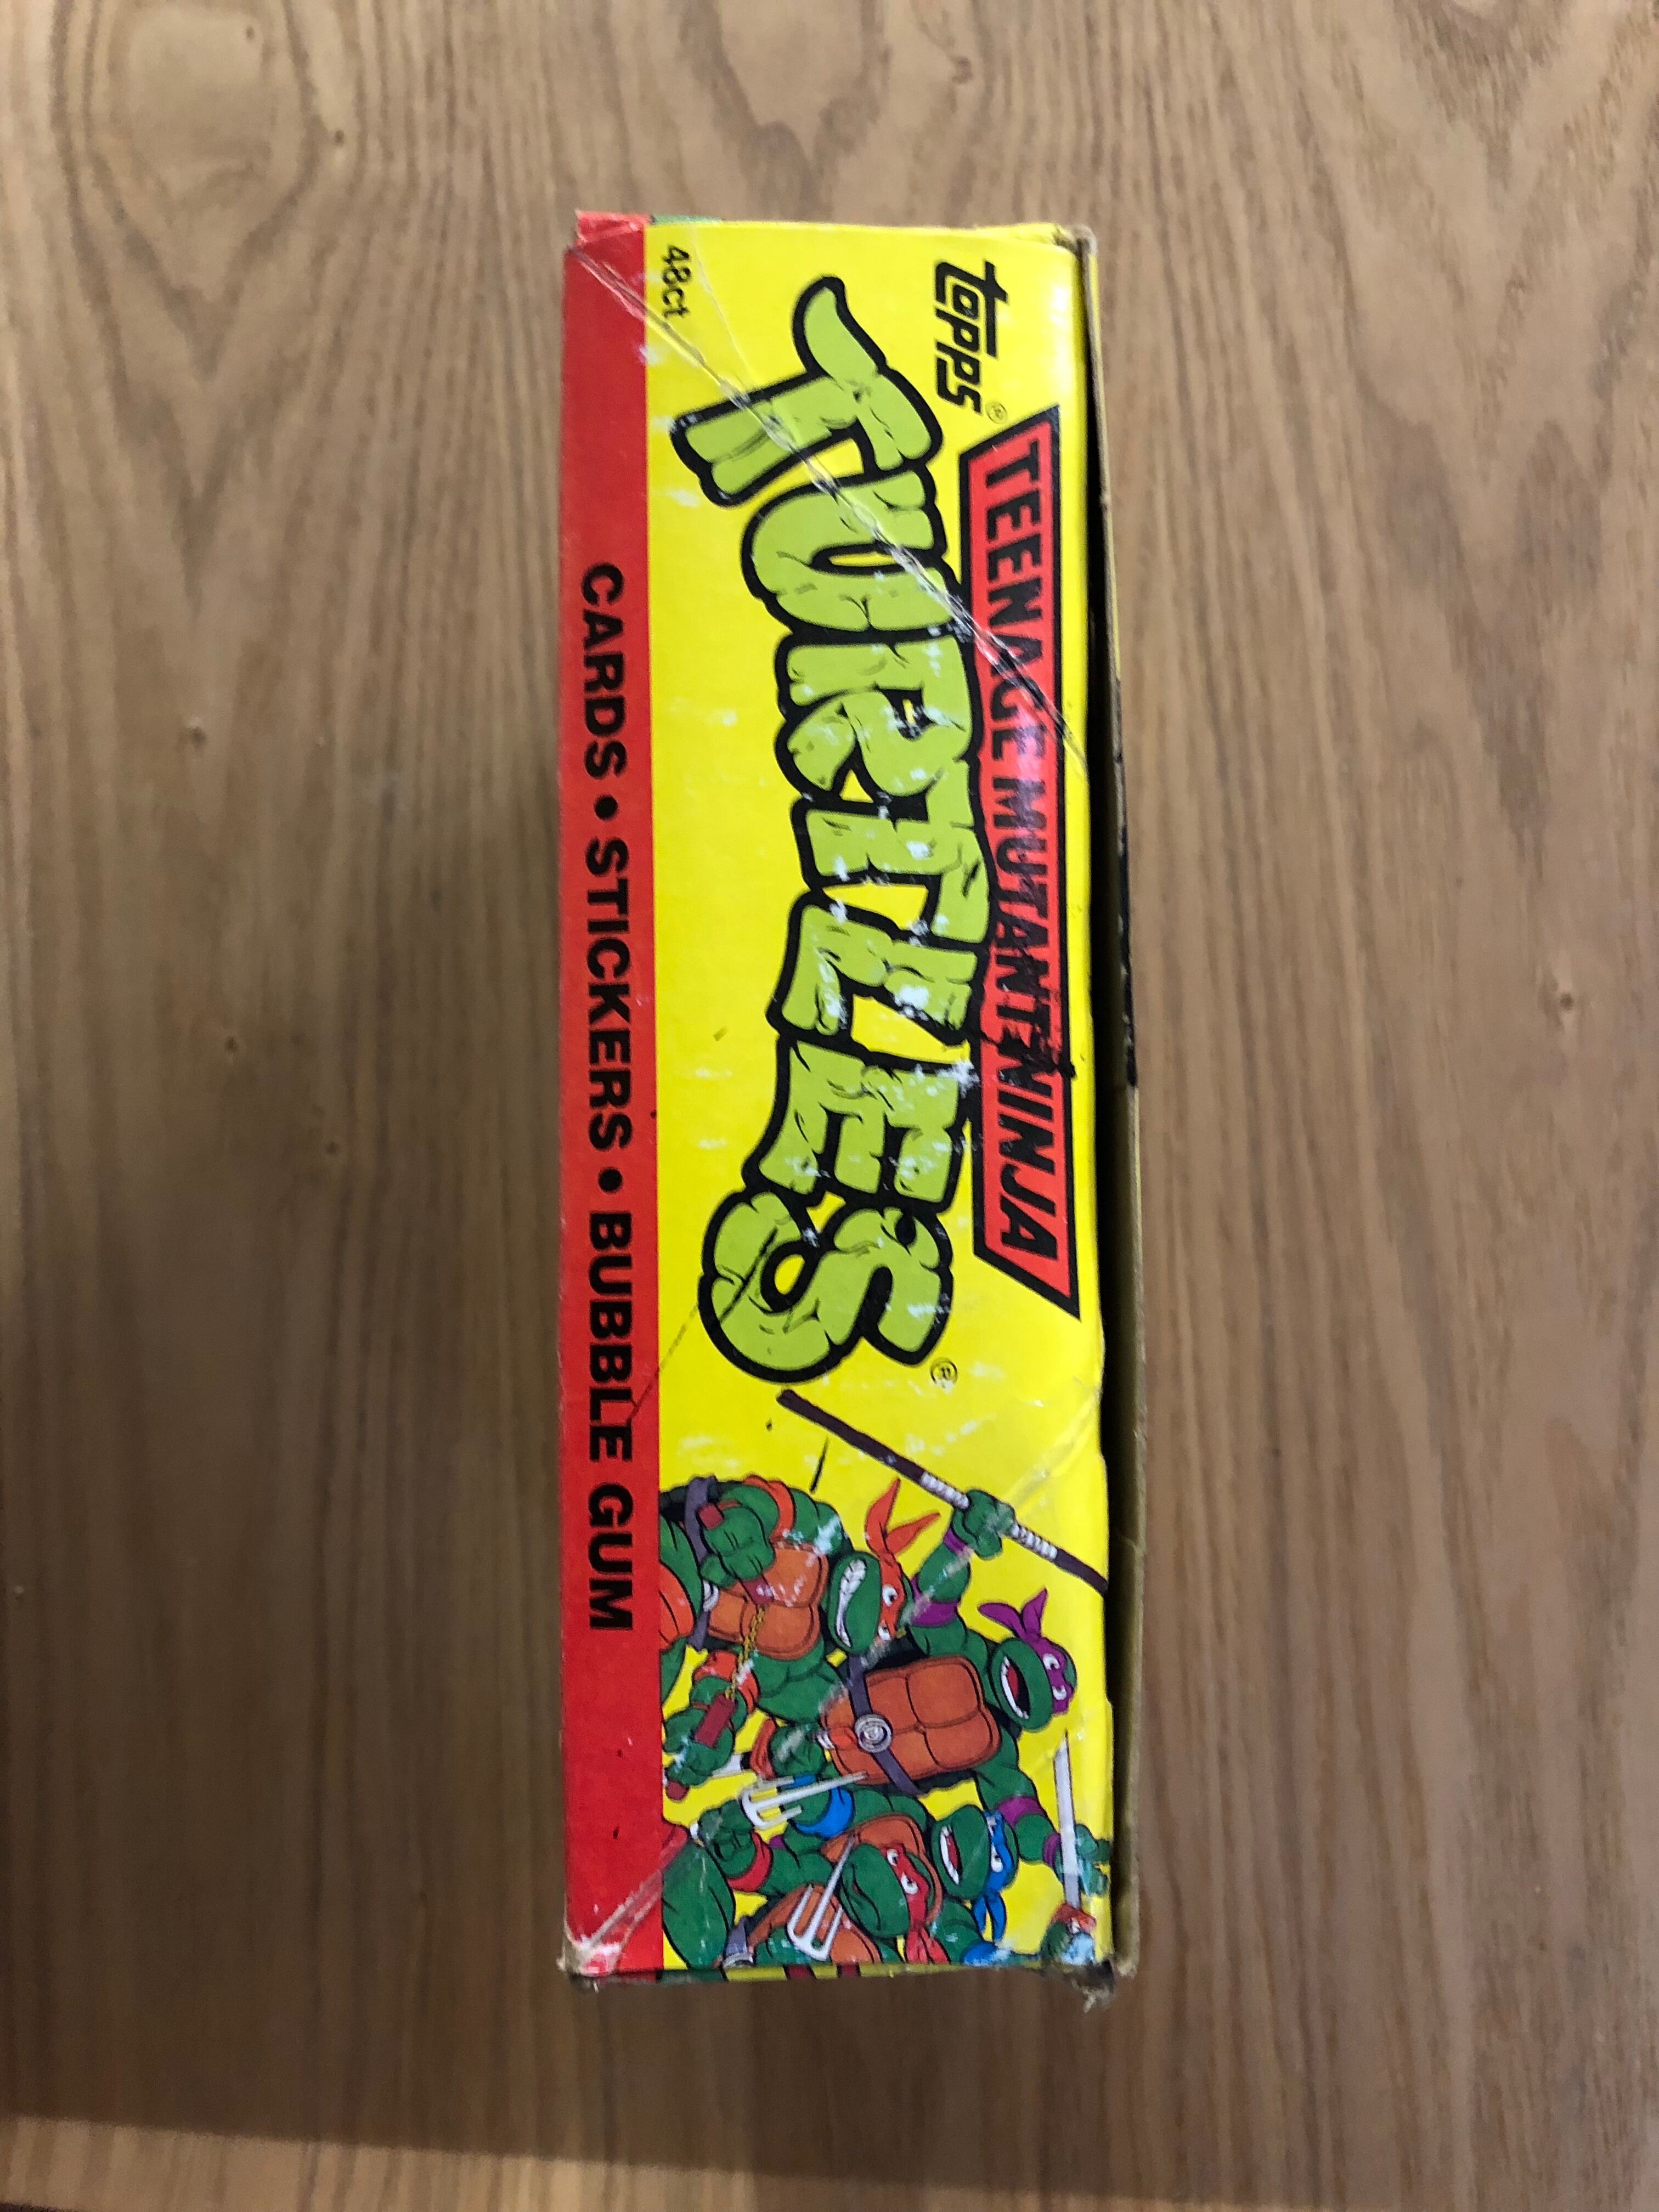 topps®
TEENAGE MUTANT NINJA
TURTLES®
48ct
CARDS • STICKERS • BUBBLE GUM